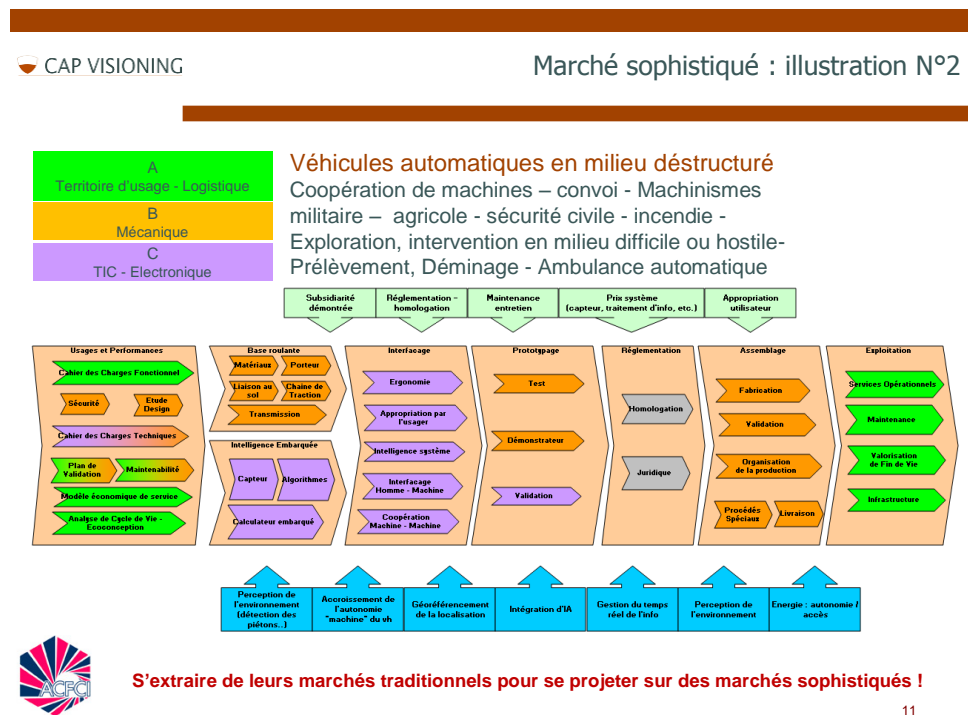 CAP VISIONING
Marché sophistiqué : illustration N°2
A
Territoire d'usage - Logistique
B
Mécanique
C
TIC - Electronique
Véhicules automatiques en milieu déstructuré
Coopération de machines – convoi - Machinismes
militaire – agricole - sécurité civile - incendie -
Exploration, intervention en milieu difficile ou hostile-
Prélèvement, Déminage - Ambulance automatique
Subsidiarité
démontrée
Réglementation –
homologation
Maintenance
entretien
Prix système
(capteur, traitement d'info, etc.)
Appropriation
utilisateur
Usages et Performances
Cahier des Charges Fonctionnel
Sécurité
Etude
Design
Cahier des Charges Techniques
Plan de
Validation
Maintenabilité
Modèle économique de service
Analyse de Cycle de Vie -
Ecoconception
Base roulante
Matériaux
Porteur
Liaison au
sol
Chaine de
Traction
Transmission
Intelligence Embarquée
Capteur
Algorithmes
Calculateur embarqué
Interfaçage
Ergonomie
Appropriation par
l'usager
Intelligence système
Interfaçage
Homme - Machine
Coopération
Machine - Machine
Prototypage
Test
Démonstrateur
Validation
Réglementation
Homologation
Juridique
Assemblage
Fabrication
Validation
Organisation
de la production
Procédés
Spéciaux
Livraison
Exploitation
Services Opérationnels
Maintenance
Valorisation
de Fin de Vie
Infrastructure
Perception de
l'environnement
(détection des
piétons..)
Accroissement de
l'autonomie
"machine" du vh
Géoréférencement
de la localisation
Intégration d'IA
Gestion du temps
réel de l'info
Perception de
l'environnement
Energie : autonomie /
accès
ACFCI
S'extraire de leurs marchés traditionnels pour se projeter sur des marchés sophistiqués !
11